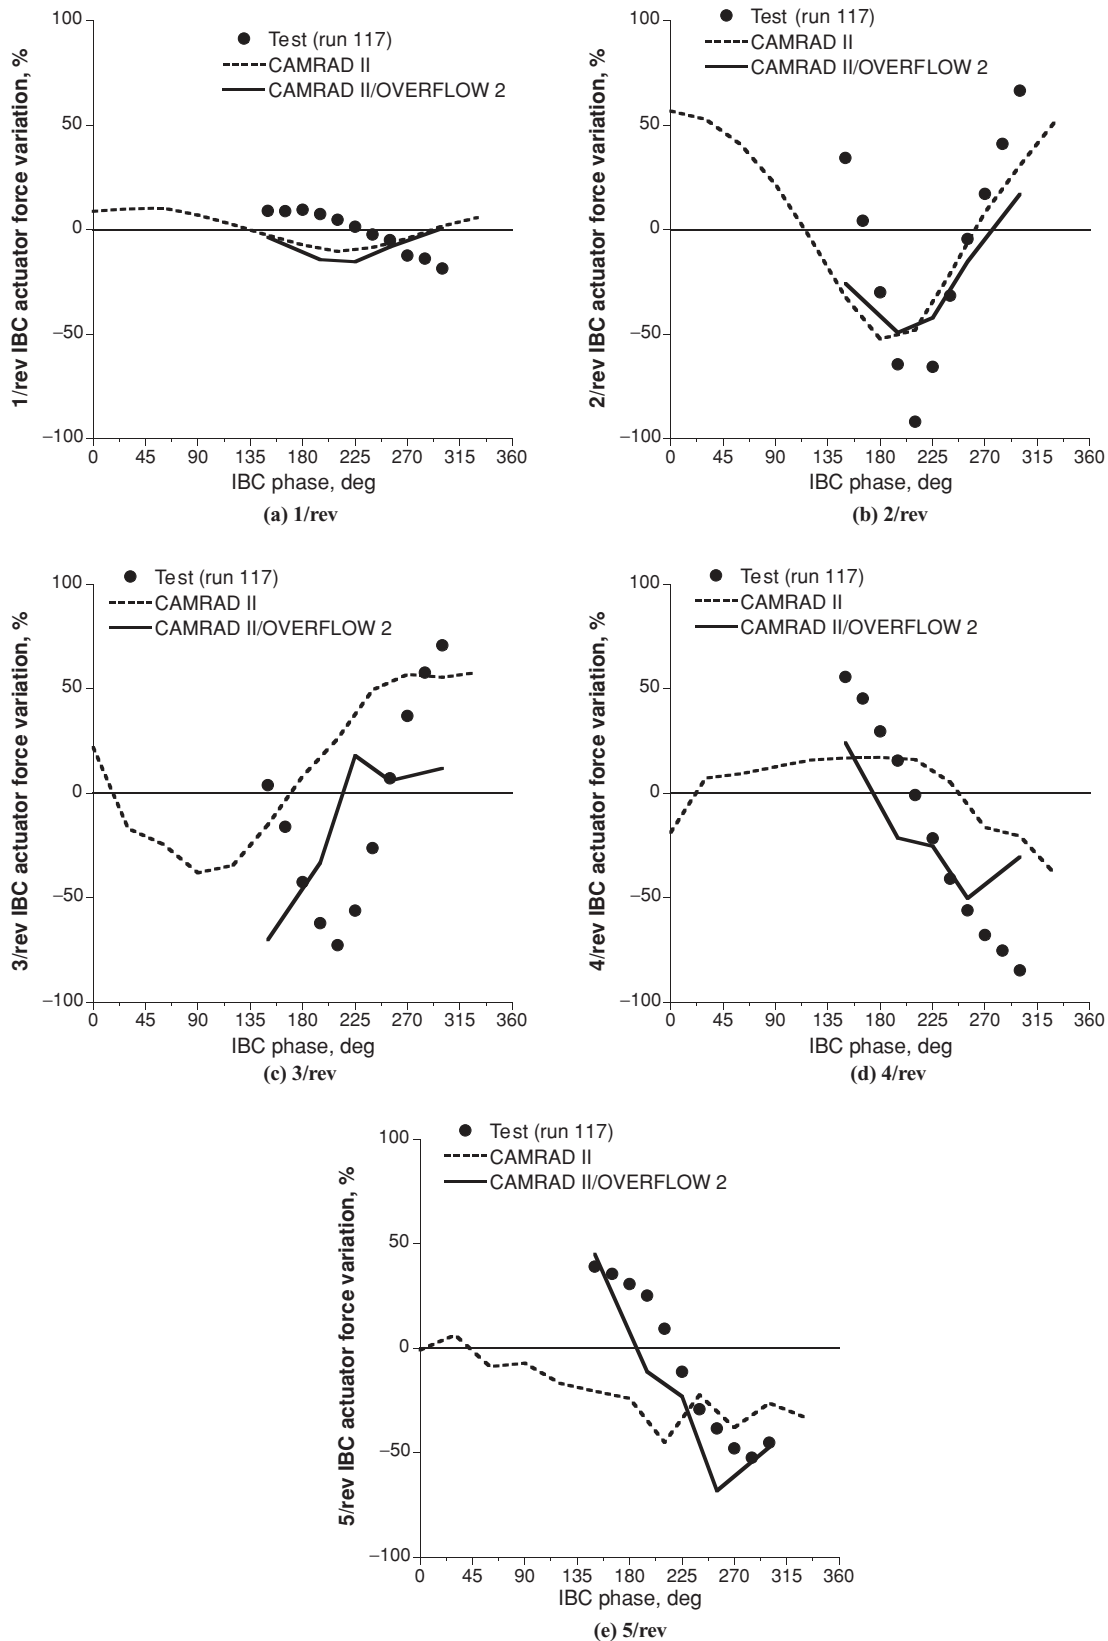 100
50
0
−50
−100
1/rev IBC actuator force variation, %
Test (run 117)
CAMRAD II
CAMRAD II/OVERFLOW 2
0 45 90 135 180 225 270 315 360
IBC phase, deg
(a) 1/rev
100
50
0
−50
−100
2/rev IBC actuator force variation, %
Test (run 117)
CAMRAD II
CAMRAD II/OVERFLOW 2
0 45 90 135 180 225 270 315 360
IBC phase, deg
(b) 2/rev
100
50
0
−50
−100
3/rev IBC actuator force variation, %
Test (run 117)
CAMRAD II
CAMRAD II/OVERFLOW 2
0 45 90 135 180 225 270 315 360
IBC phase, deg
(c) 3/rev
100
50
0
−50
−100
4/rev IBC actuator force variation, %
Test (run 117)
CAMRAD II
CAMRAD II/OVERFLOW 2
0 45 90 135 180 225 270 315 360
IBC phase, deg
(d) 4/rev
100
50
0
−50
−100
5/rev IBC actuator force variation, %
Test (run 117)
CAMRAD II
CAMRAD II/OVERFLOW 2
0 45 90 135 180 225 270 315 360
IBC phase, deg
(e) 5/rev